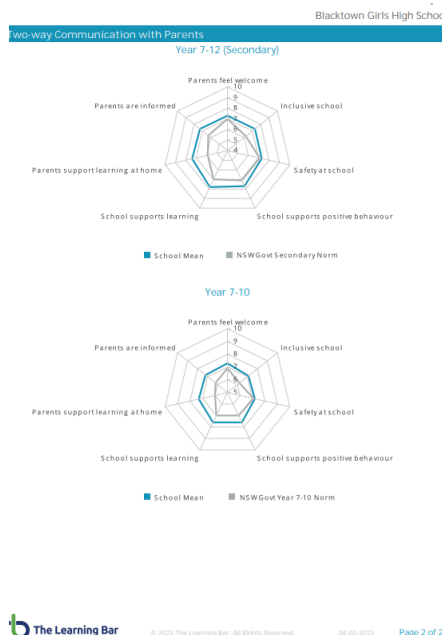 Blacktown Girls High Schoo
Two-way Communication with Parents
Year 7-12 (Secondary)
Parents feel welcome
10
9
8
7
6
5
4
Parents are informed
Inclusive school
Parents support learning at home
Safety at school
School supports learning
School supports positive behaviour
School Mean
NSW Govt Secondary Norm
Year 7-10
Parents feel welcome
10
9
8
7
6
5
Parents are informed
Inclusive school
Parents support learning at home
Safety at school
School supports learning
School supports positive behaviour
School Mean
NSW Govt Year 7-10 Norm
The Learning Bar
© 2022 The Learning Bar. All Rights Reserved
04-03-2022
Page 2 of 2